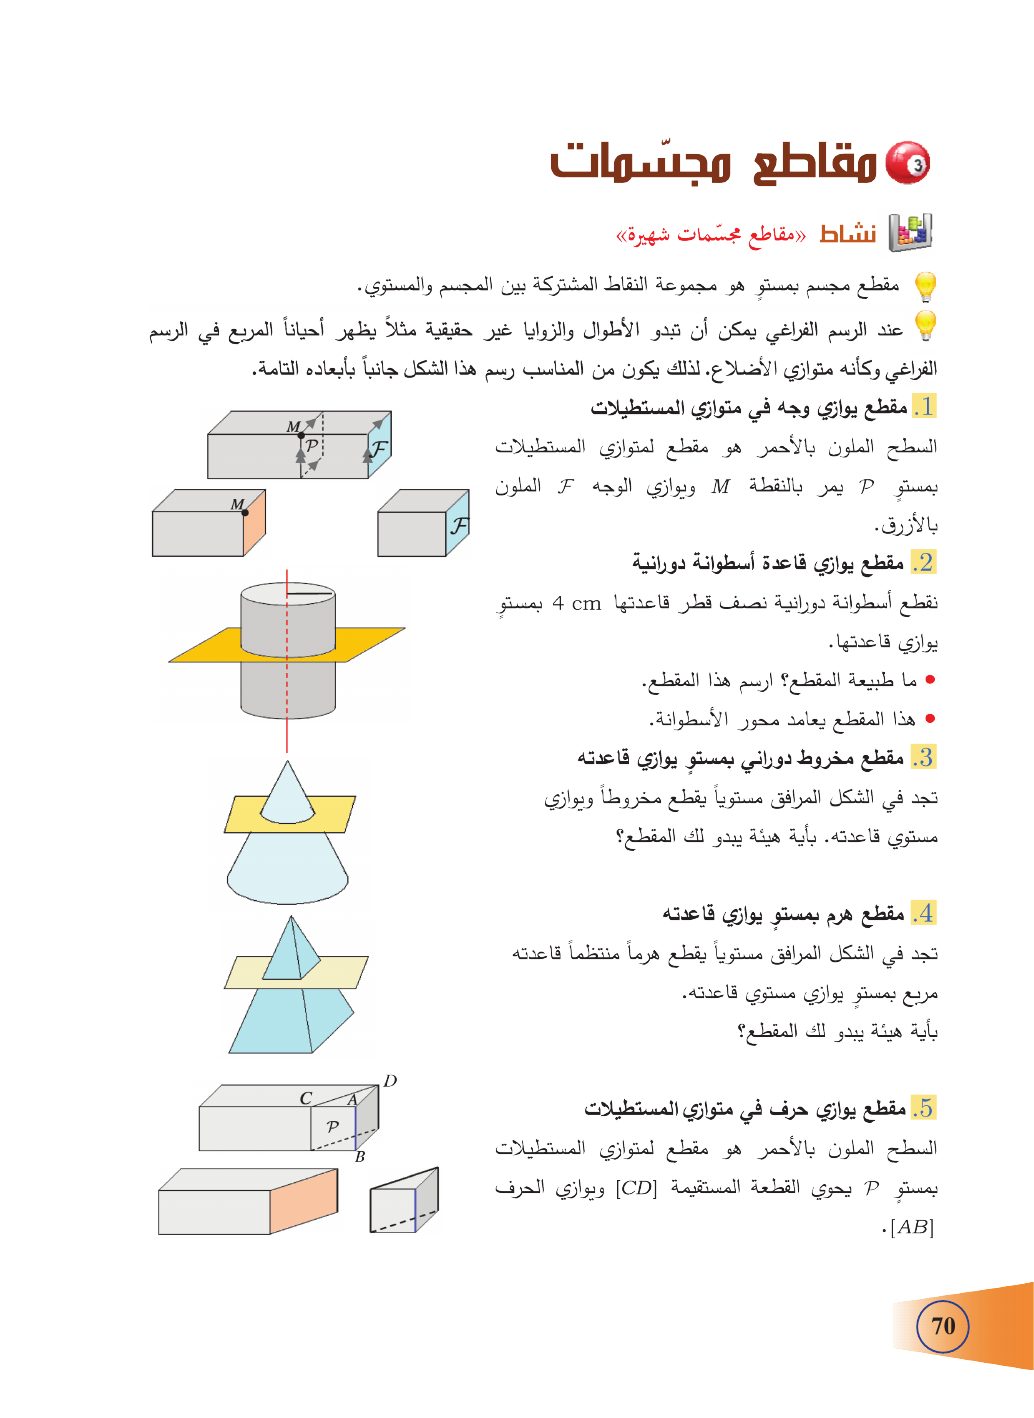 مقاطع مجسّمات 3
نشاط «مقاطع مجسّمات شهيرة»
مقطع مجسم بمستوٍ هو مجموعة النقاط المشتركة بين المجسم والمستوي.
عند الرسم الفراغي يمكن أن تبدو الأطوال والزوايا غير حقيقية مثلاً يظهر أحياناً المربع في الرسم
الفراغي وكأنه متوازي الأضلاع. لذلك يكون من المناسب رسم هذا الشكل جانباً بأبعاده التامة.
1. مقطع يوازي وجه في متوازي المستطيلات
السطح الملون بالأحمر هو مقطع لمتوازي المستطيلات
بمستوٍ P يمر بالنقطة M ويوازي الوجه F الملون
بالأزرق.
M P F
M F
2. مقطع يوازي قاعدة أسطوانة دورانية
نقطع أسطوانة دورانية نصف قطر قاعدتها 4 cm بمستوٍ
يوازي قاعدتها.
• ما طبيعة المقطع؟ ارسم هذا المقطع.
• هذا المقطع يعامد محور الأسطوانة.
3. مقطع مخروط دوراني بمستوٍ يوازي قاعدته
تجد في الشكل المرافق مستوياً يقطع مخروطاً ويوازي
مستوي قاعدته. بأية هيئة يبدو لك المقطع؟
4. مقطع هرم بمستوٍ يوازي قاعدته
تجد في الشكل المرافق مستوياً يقطع هرماً منتظماً قاعدته
مربع بمستوٍ يوازي مستوي قاعدته.
بأية هيئة يبدو لك المقطع؟
5. مقطع يوازي حرف في متوازي المستطيلات
السطح الملون بالأحمر هو مقطع لمتوازي المستطيلات
بمستوٍ P يحوي القطعة المستقيمة [CD] ويوازي الحرف
[AB].
D
C A
P
B
70